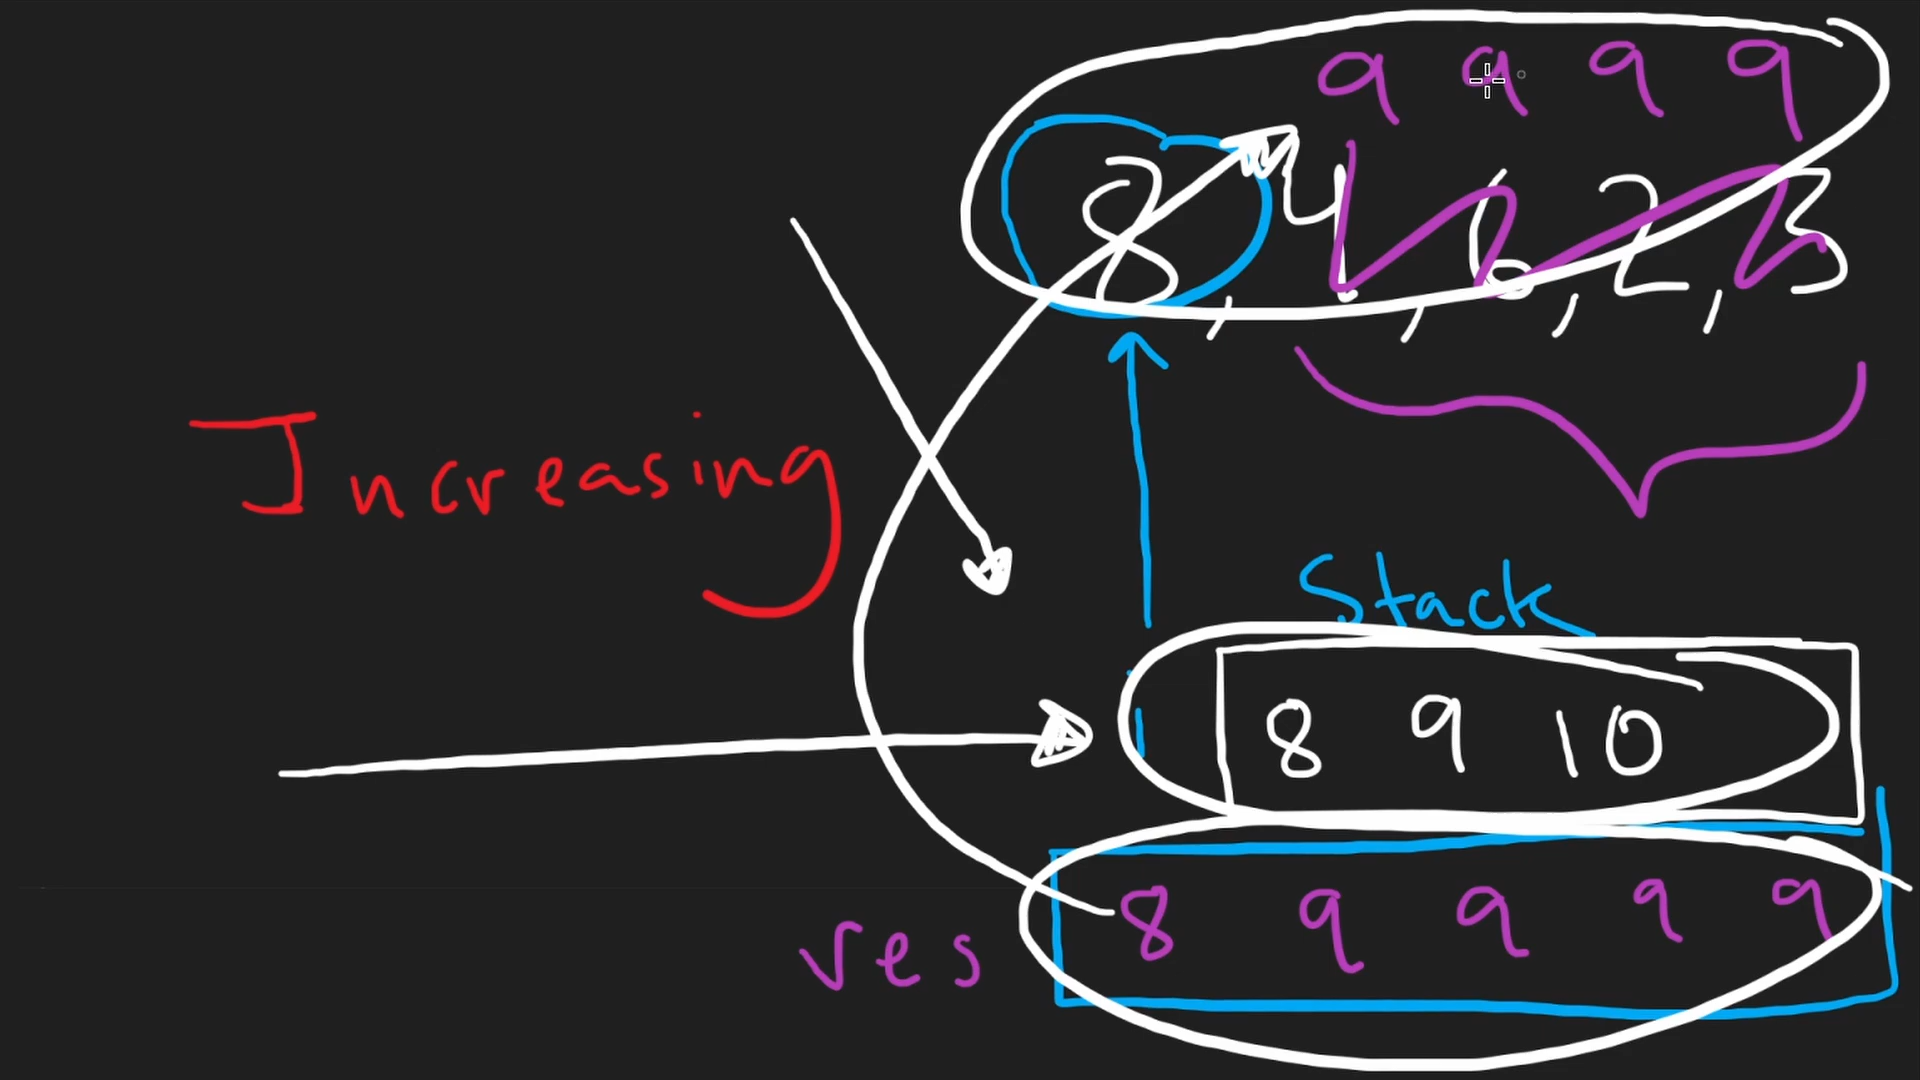 9 9 9 9
8, 4, 6, 2, 3
Increasing
Stack
8 9 10
res 8 9 9 9 9